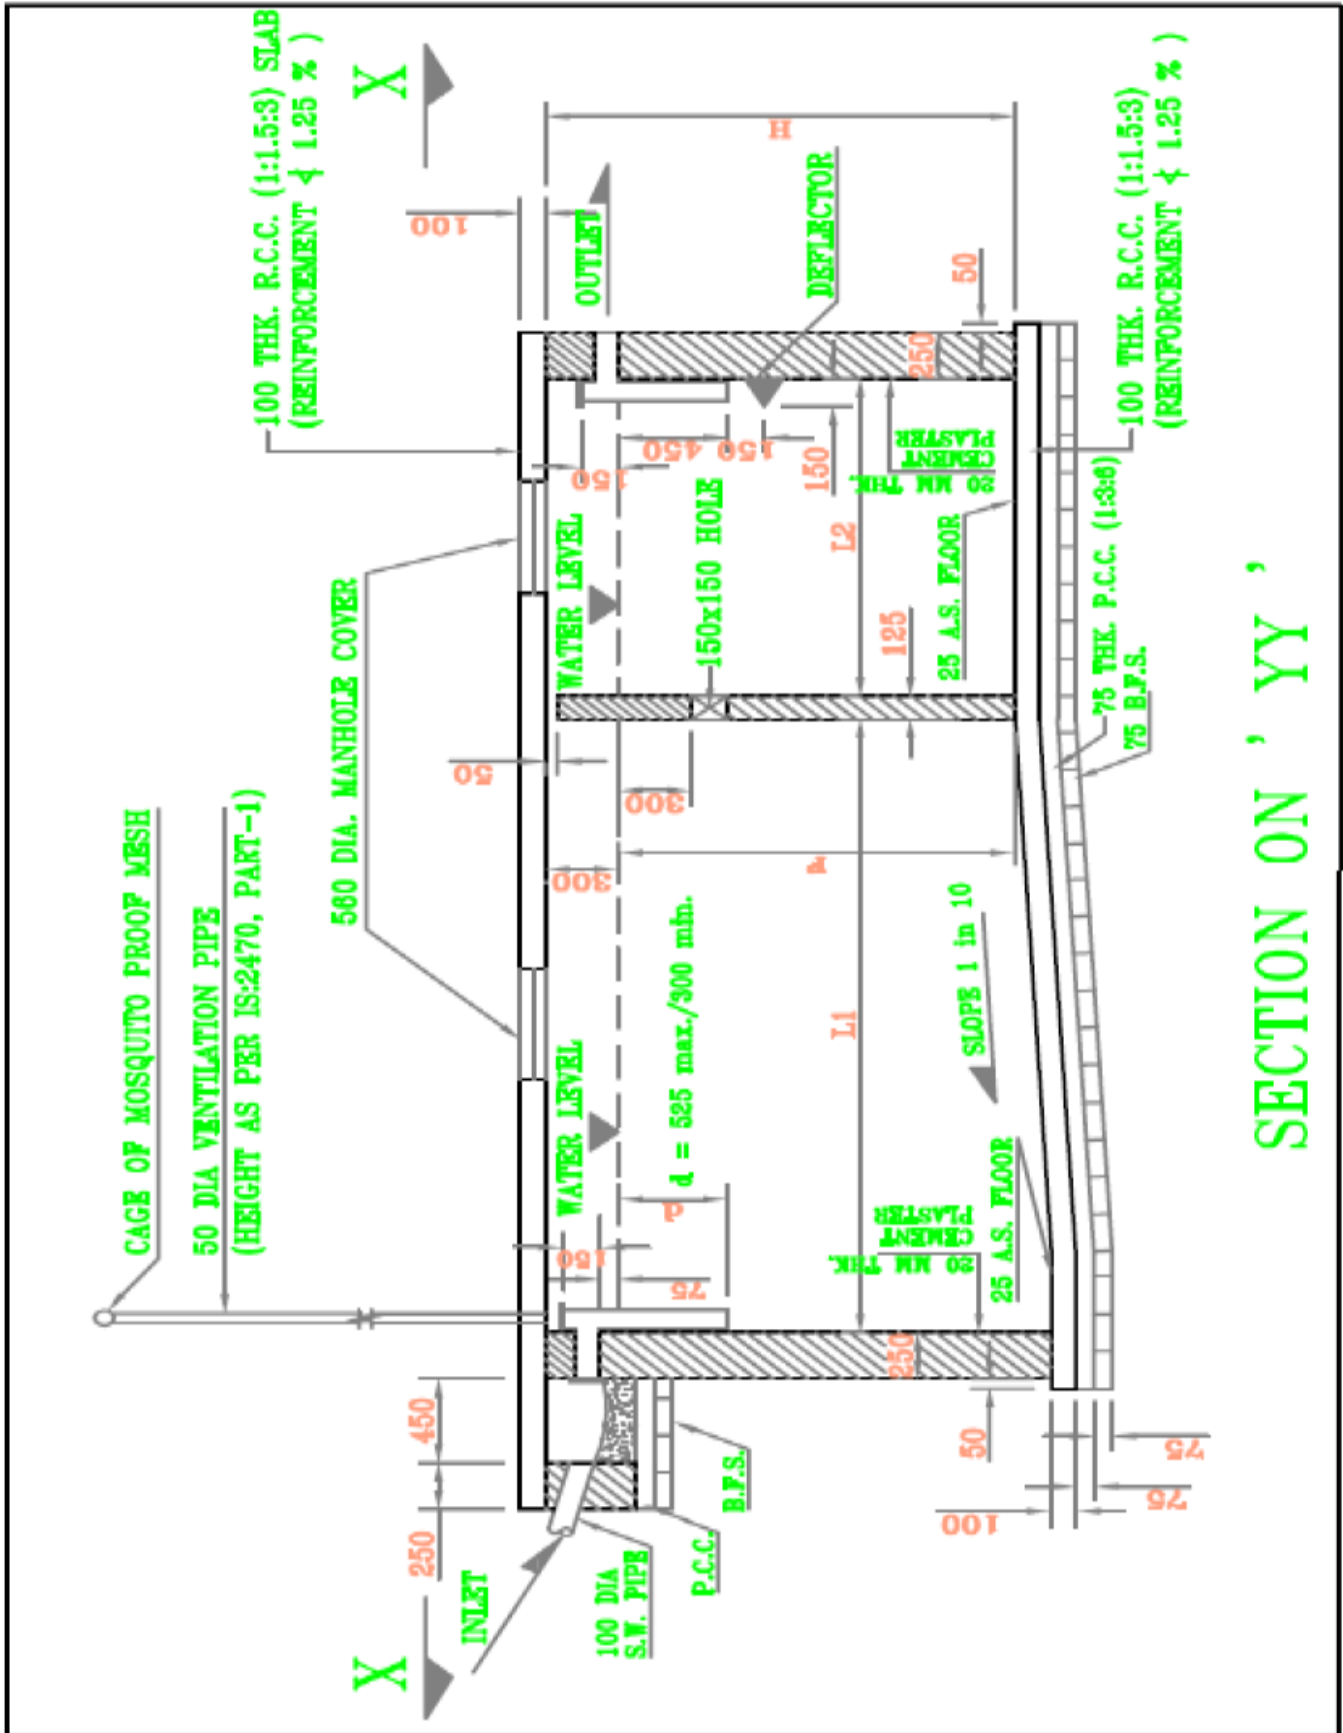 CAGE OF MOSQUITO PROOF MESH
50 DIA VENTILATION PIPE
(HEIGHT AS PER IS:2470, PART-1)
560 DIA. MANHOLE COVER
100 THK. R.C.C. (1:1.5:3) SLAB
(REINFORCEMENT ≮ 1.25 % )
X
X
250
450
50
100
INLET
100 DIA
S.W. PIPE
P.C.C.
B.F.S.
WATER LEVEL
WATER LEVEL
OUTLET
150
75
d
d = 525 max./300 min.
300
300
150x150 HOLE
150
450
150
150
DEFLECTOR
H
L1
L2
125
250
250
20 MM THK.
CEMENT
PLASTER
20 MM THK.
CEMENT
PLASTER
SLOPE 1 in 10
25 A.S. FLOOR
25 A.S. FLOOR
50
50
100
75
75
75 THK. P.C.C. (1:3:6)
75 B.F.S.
100 THK. R.C.C. (1:1.5:3)
(REINFORCEMENT ≮ 1.25 % )
SECTION ON ' YY '